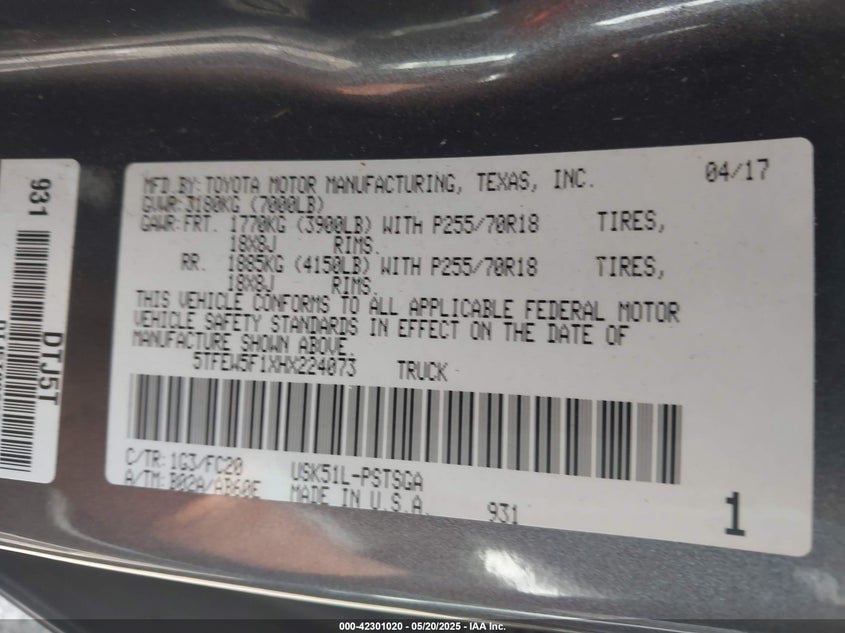 931
DTJ5T
MFD.BY:TOYOTA MOTOR MANUFACTURING, TEXAS, INC. 04/17
GVWR:3180KG (7000LB)
GAWR:FRT. 1770KG (3900LB) WITH P255/70R18 TIRES,
18X8J RIMS.
RR. 1885KG (4150LB) WITH P255/70R18 TIRES,
18X8J RIMS.
THIS VEHICLE CONFORMS TO ALL APPLICABLE FEDERAL MOTOR
VEHICLE SAFETY STANDARDS IN EFFECT ON THE DATE OF
MANUFACTURE SHOWN ABOVE.
5TFEW5F1XHX224073 TRUCK
C/TR:1G3/FC20 USK51L-PSTSGA
A/TM:B02A/AB60E MADE IN U.S.A. 931
1
000-42301020 - 05/20/2025 - IAA Inc.